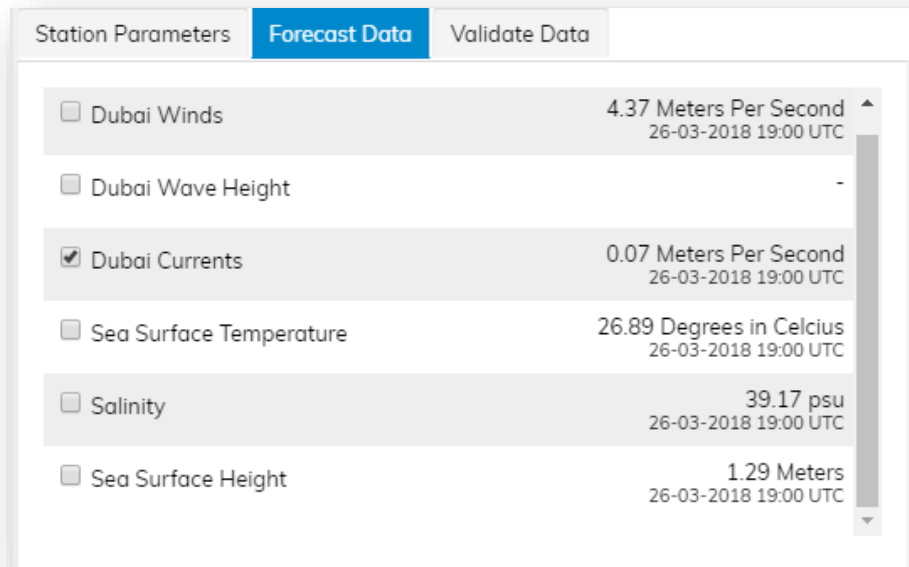 Station Parameters Forecast Data Validate Data
Dubai Winds 4.37 Meters Per Second
26-03-2018 19:00 UTC
Dubai Wave Height -
Dubai Currents 0.07 Meters Per Second
26-03-2018 19:00 UTC
Sea Surface Temperature 26.89 Degrees in Celcius
26-03-2018 19:00 UTC
Salinity 39.17 psu
26-03-2018 19:00 UTC
Sea Surface Height 1.29 Meters
26-03-2018 19:00 UTC